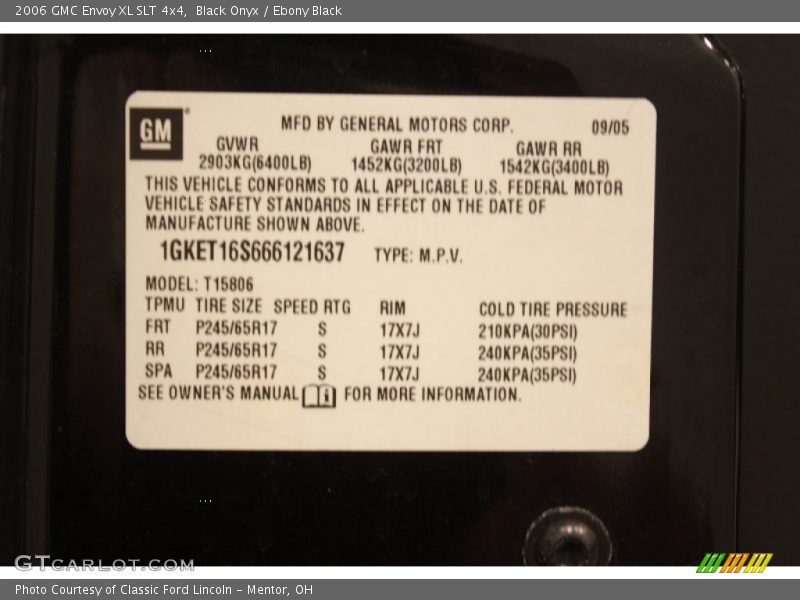 2006 GMC Envoy XL SLT 4x4, Black Onyx / Ebony Black
GM
MFD BY GENERAL MOTORS CORP. 09/05
GVWR GAWR FRT GAWR RR
2903KG(6400LB) 1452KG(3200LB) 1542KG(3400LB)
THIS VEHICLE CONFORMS TO ALL APPLICABLE U.S. FEDERAL MOTOR
VEHICLE SAFETY STANDARDS IN EFFECT ON THE DATE OF
MANUFACTURE SHOWN ABOVE.
1GKET16S666121637 TYPE: M.P.V.
MODEL: T15806
TPMU TIRE SIZE SPEED RTG RIM COLD TIRE PRESSURE
FRT P245/65R17 S 17X7J 210KPA(30PSI)
RR P245/65R17 S 17X7J 240KPA(35PSI)
SPA P245/65R17 S 17X7J 240KPA(35PSI)
SEE OWNER'S MANUAL i FOR MORE INFORMATION.
GTCARLOT.COM
Photo Courtesy of Classic Ford Lincoln - Mentor, OH